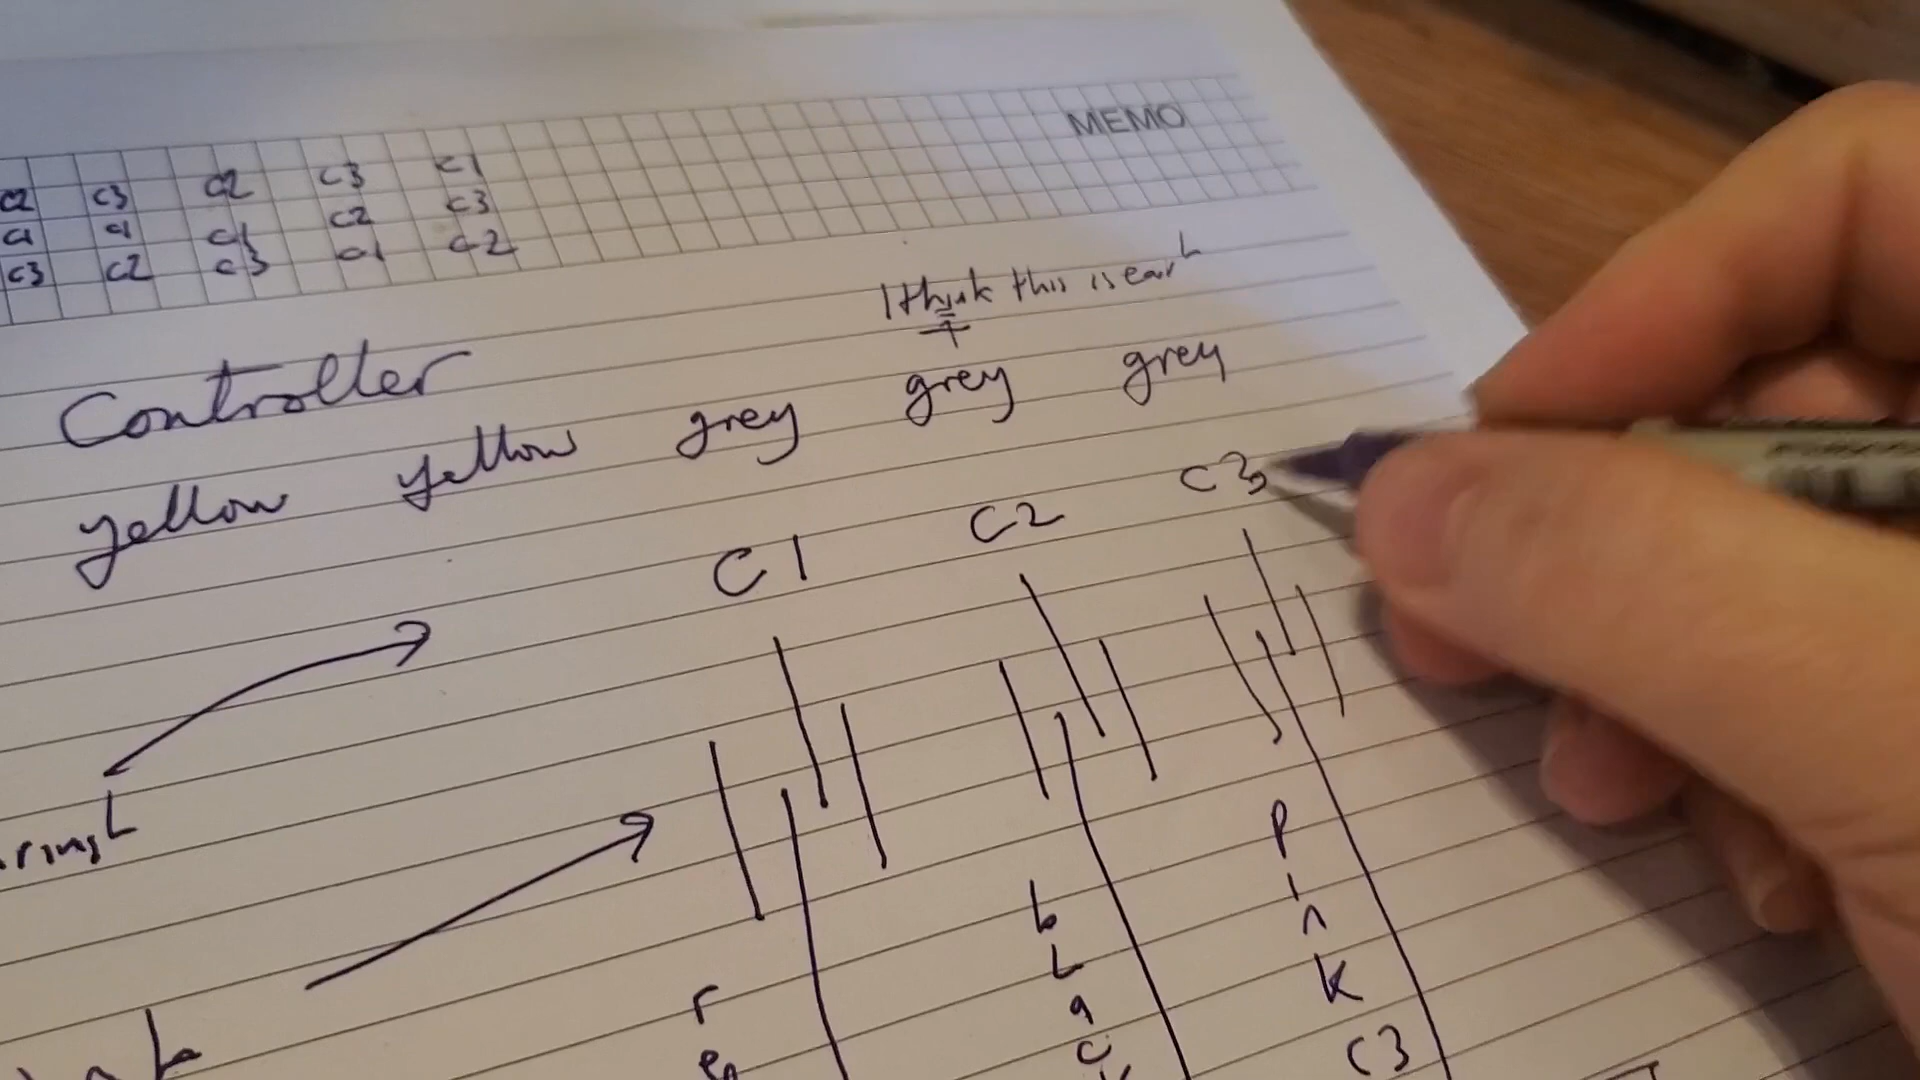 MEMO
c2 c3 c2 c3 c1
c1 c1 c1 c2 c3
c3 c2 c3 c1 c2
I think this is earth
Controller
yellow yellow grey grey grey
C1 C2 C3
pink
C3